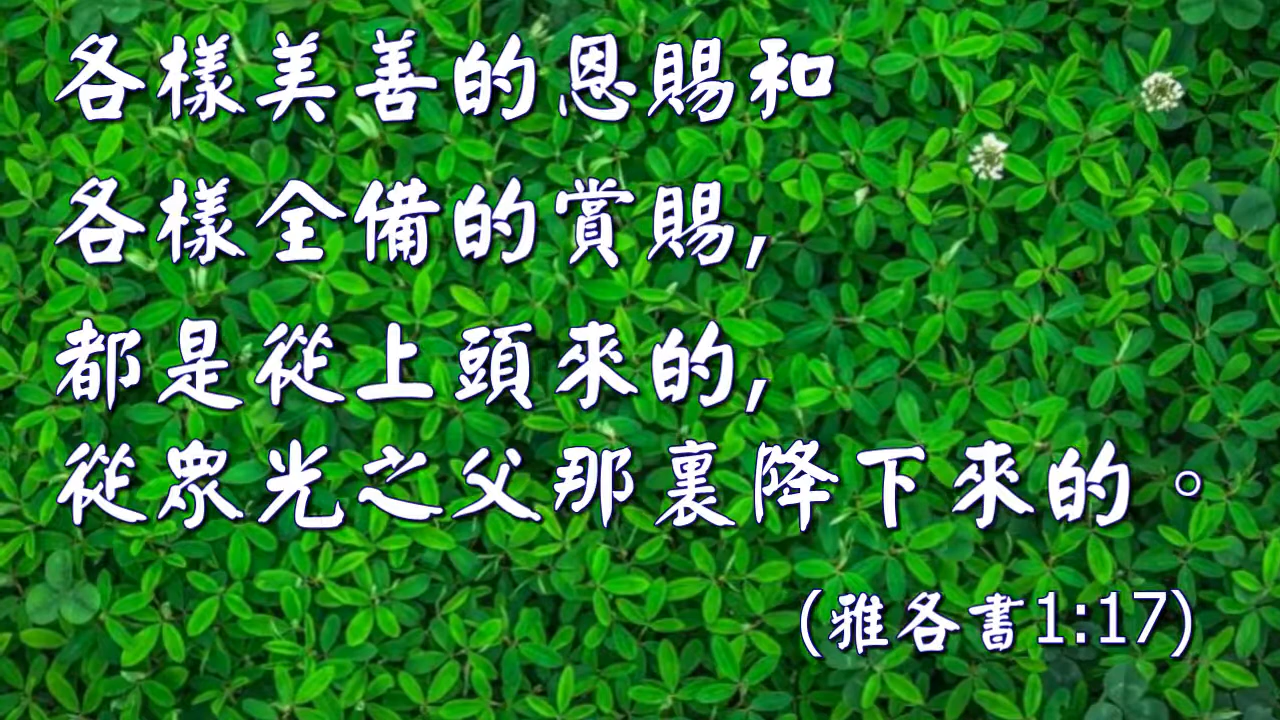 各樣美善的恩賜和
各樣全備的賞賜,
都是從上頭來的,
從眾光之父那裏降下來的。
(雅各書1:17)